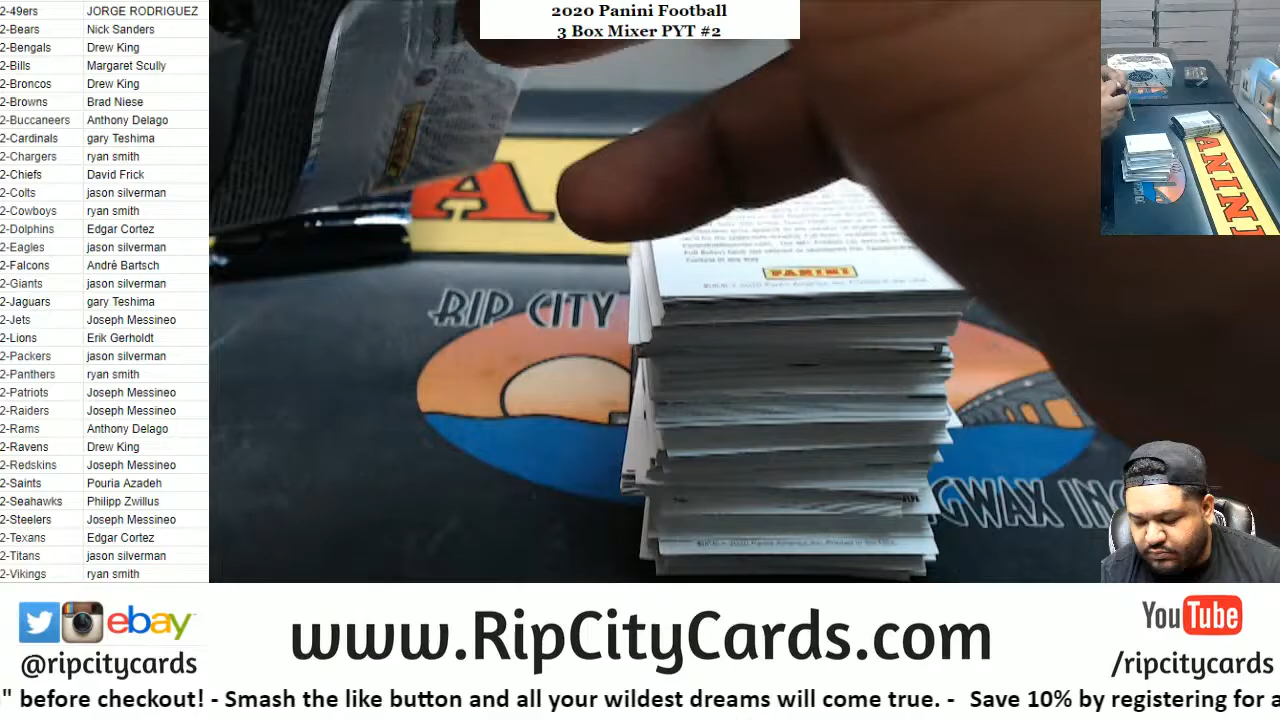 2020 Panini Football
3 Box Mixer PYT #2
2-49ers JORGE RODRIGUEZ
2-Bears Nick Sanders
2-Bengals Drew King
2-Bills Margaret Scully
2-Broncos Drew King
2-Browns Brad Niese
2-Buccaneers Anthony Delago
2-Cardinals gary Teshima
2-Chargers ryan smith
2-Chiefs David Frick
2-Colts jason silverman
2-Cowboys ryan smith
2-Dolphins Edgar Cortez
2-Eagles jason silverman
2-Falcons Andrè Bartsch
2-Giants jason silverman
2-Jaguars gary Teshima
2-Jets Joseph Messineo
2-Lions Erik Gerholdt
2-Packers jason silverman
2-Panthers ryan smith
2-Patriots Joseph Messineo
2-Raiders Joseph Messineo
2-Rams Anthony Delago
2-Ravens Drew King
2-Redskins Joseph Messineo
2-Saints Pouria Azadeh
2-Seahawks Philipp Zwillus
2-Steelers Joseph Messineo
2-Texans Edgar Cortez
2-Titans jason silverman
2-Vikings ryan smith
PANINI
RIP CITY
GWAX INC
ANINI
ebay
@ripcitycards
www.RipCityCards.com
YouTube
/ripcitycards
" before checkout! - Smash the like button and all your wildest dreams will come true. - Save 10% by registering for a